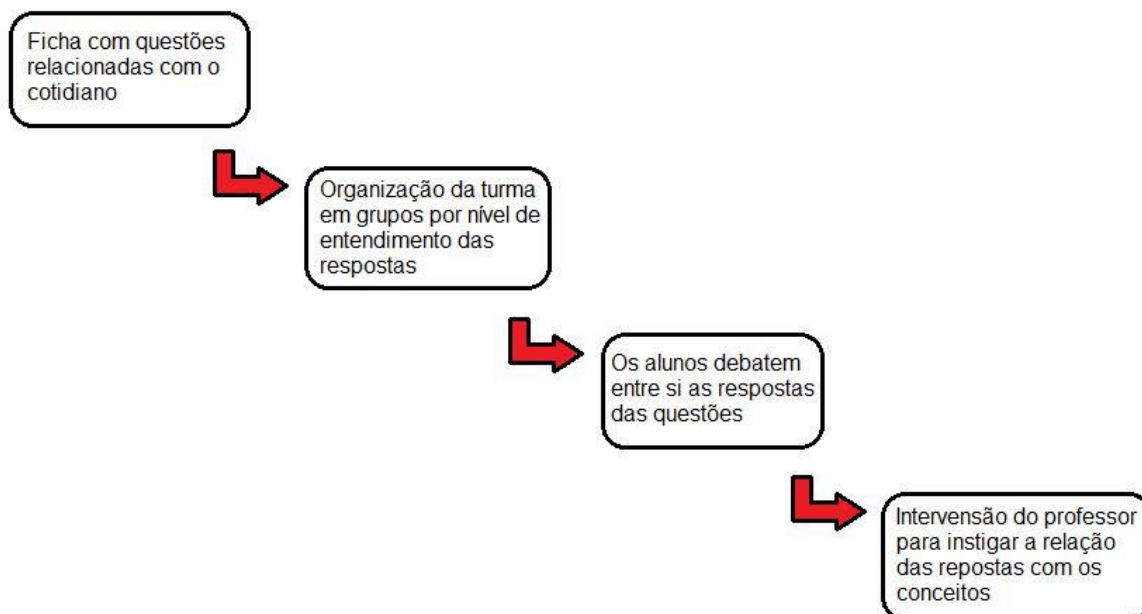 Ficha com questões
relacionadas com o
cotidiano
Organização da turma
em grupos por nível de
entendimento das
respostas
Os alunos debatem
entre si as respostas
das questões
Intervensão do professor
para instigar a relação
das repostas com os
conceitos